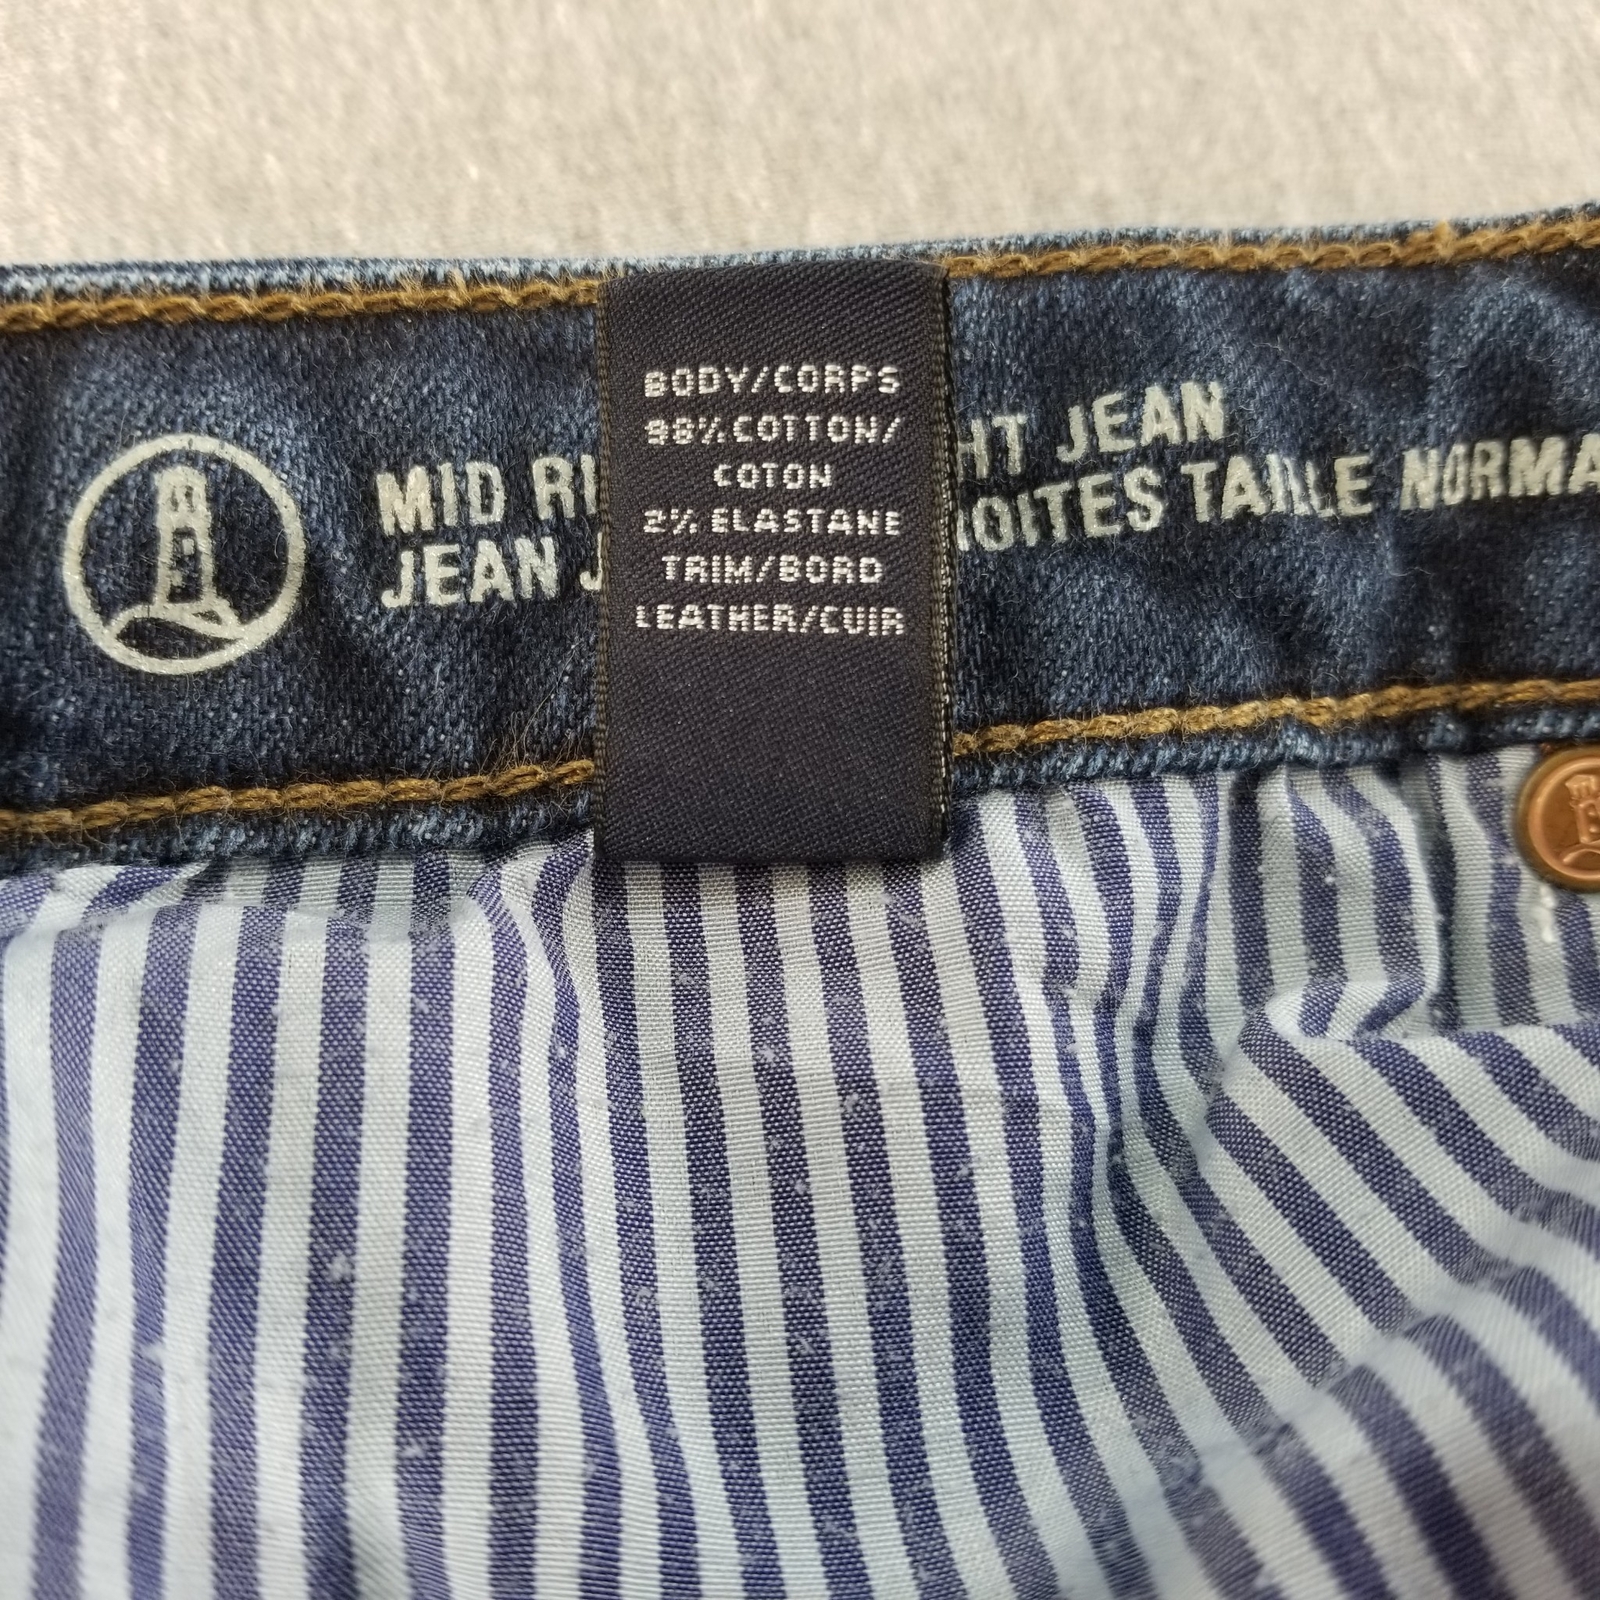 MID RI
HT JEAN
JEAN J
ROITES TAILLE NORMA
BODY/CORPS
98% COTTON/
COTON
2% ELASTANE
TRIM/BORD
LEATHER/CUIR